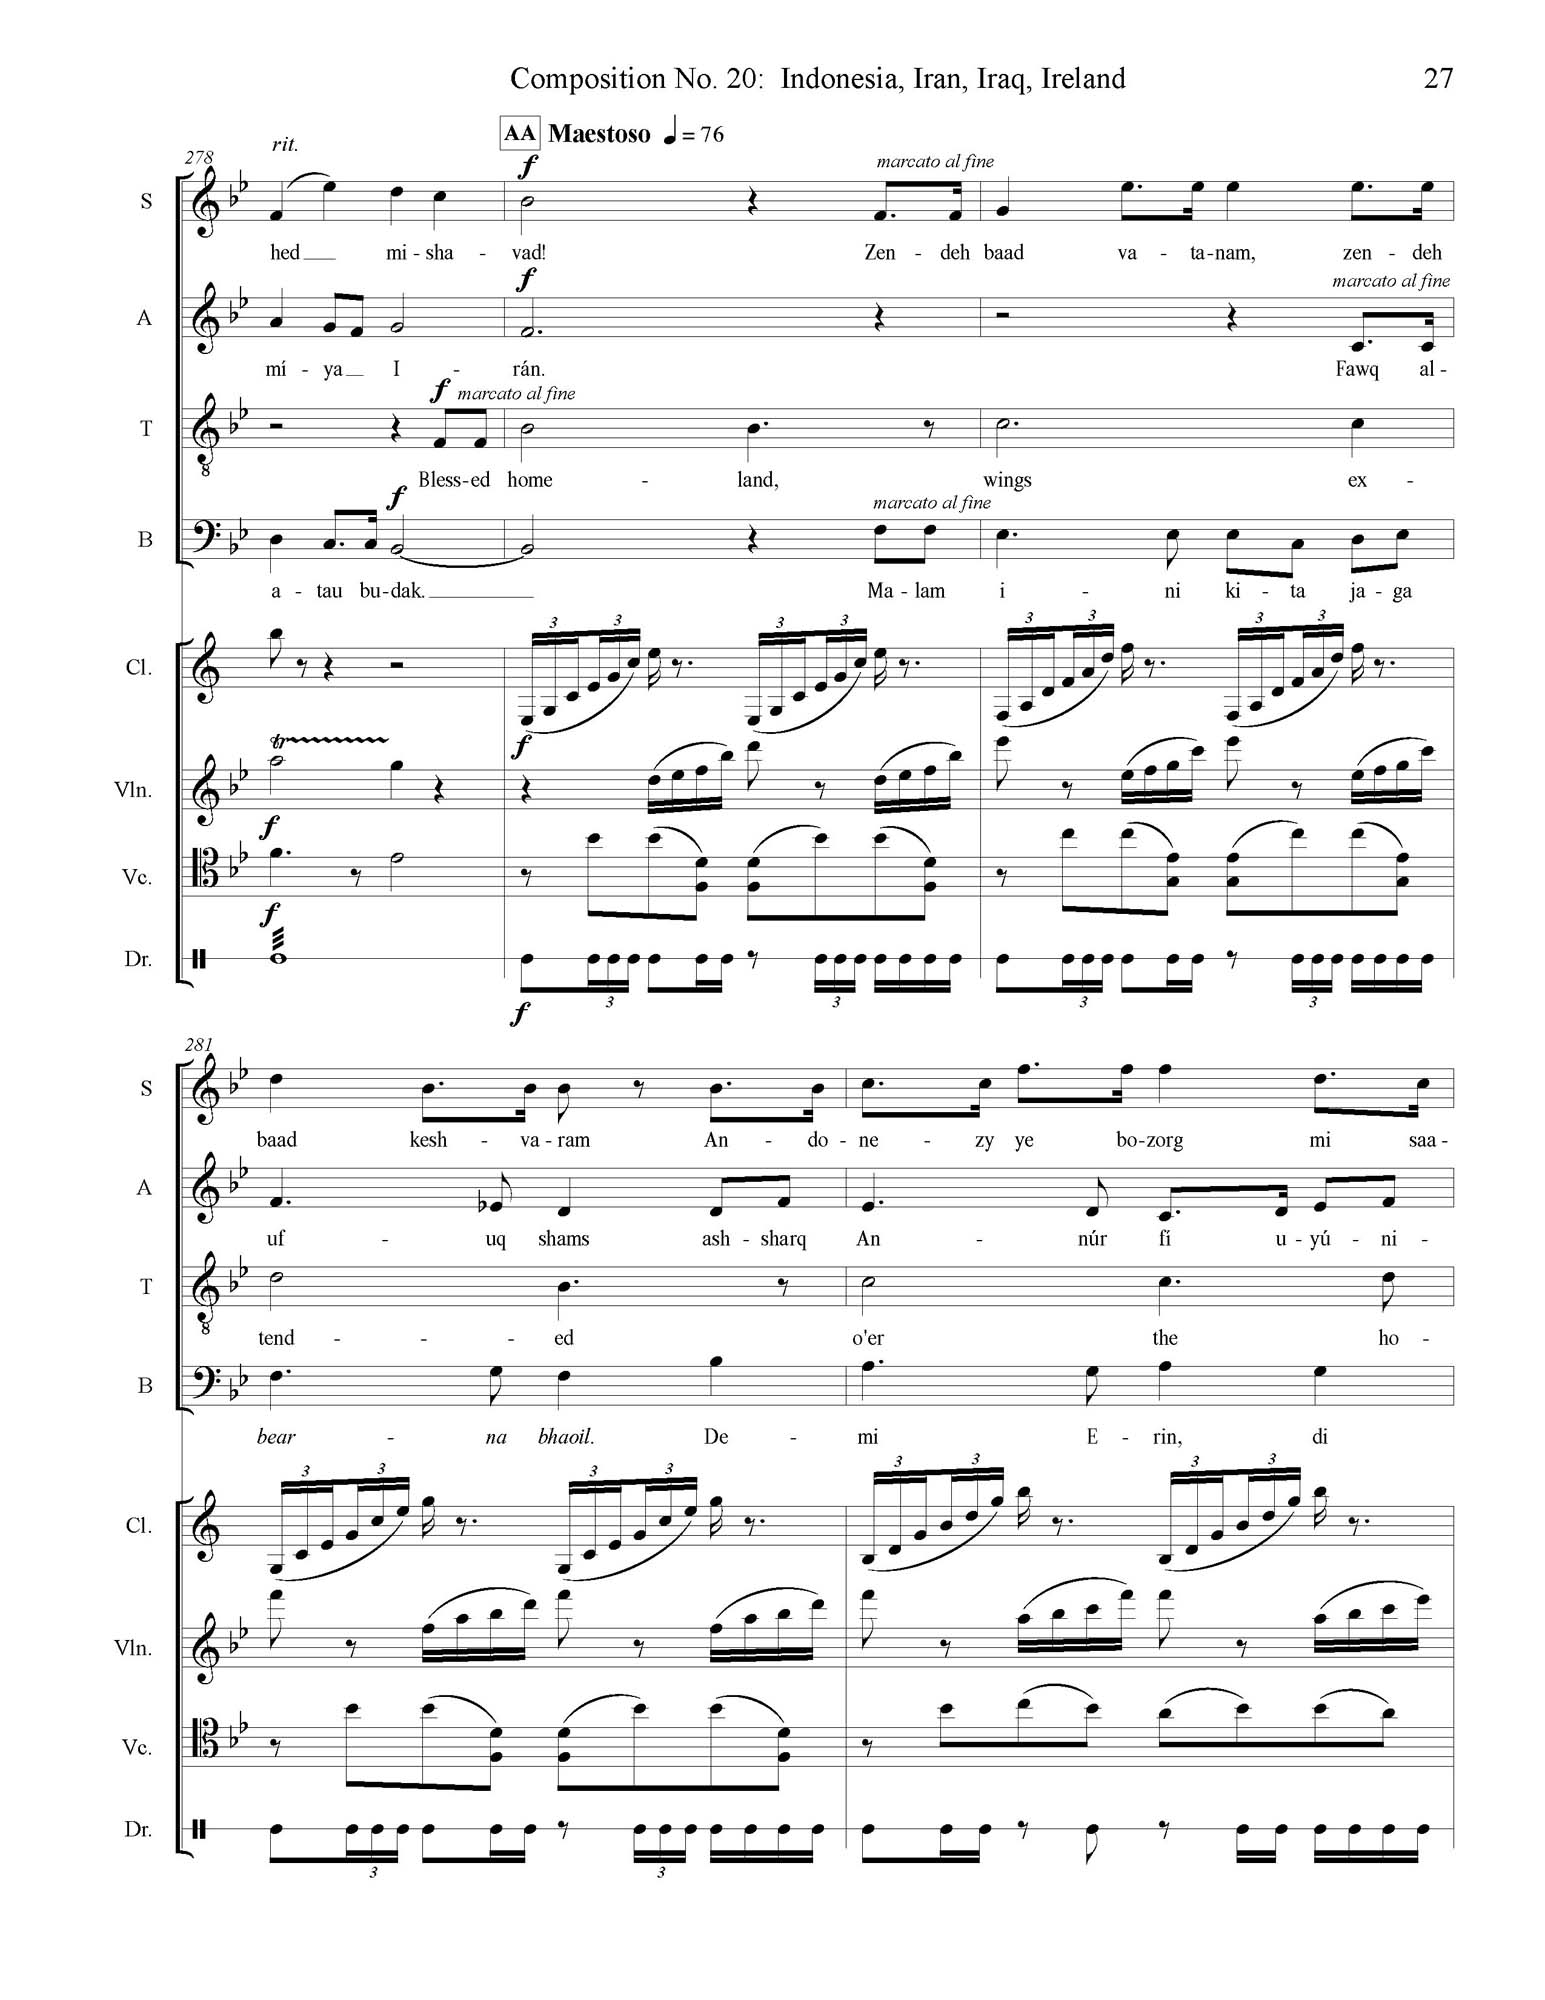 Composition No. 20: Indonesia, Iran, Iraq, Ireland 27
AA Maestoso = 76
278 rit.
f marcato al fine
S
hed mi - sha - vad! Zen - deh baad va - ta - nam, zen - deh
f marcato al fine
A
mí - ya I - rán. Fawq al -
f marcato al fine
T
Bless - ed home - land, wings ex -
f marcato al fine
B
a - tau bu - dak. Ma - lam i - ni ki - ta ja - ga
3 3 3 3 3 3 3 3
Cl.
f
tr
Vln.
f
Vc.
f
Dr.
3 3 3 3
f
281
S
baad kesh - va - ram An - do - ne - zy ye bo - zorg mi saa -
A
uf - uq shams ash - sharq An - núr fí u - yú - ni -
T
tend - - - ed o'er the ho -
B
bear - na bhaoil. De - mi E - rin, di
3 3 3 3 3 3 3 3
Cl.
Vln.
Vc.
Dr.
3 3